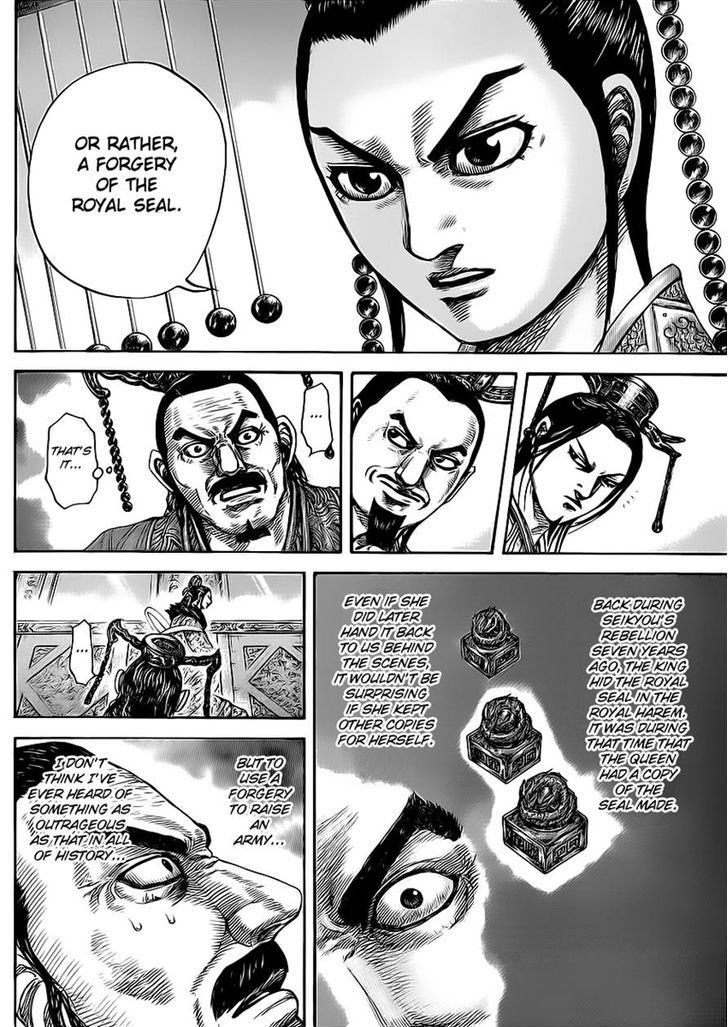 OR RATHER,
A FORGERY
OF THE
ROYAL SEAL.
...
...
THAT'S
IT...
BACK DURING
SEIKYOU'S
REBELLION
SEVEN YEARS
AGO, THE KING
HID THE ROYAL
SEAL IN THE
ROYAL HAREM.
IT WAS DURING
THAT TIME THAT
THE QUEEN
HAD A COPY
OF THE
SEAL MADE.
EVEN IF SHE
DID LATER
HAND IT BACK
TO US BEHIND
THE SCENES,
IT WOULDN'T BE
SURPRISING
IF SHE KEPT
OTHER COPIES
FOR HERSELF.
...
BUT TO
USE A
FORGERY
TO RAISE
AN
ARMY...
I DON'T
THINK I'VE
EVER HEARD OF
SOMETHING AS
OUTRAGEOUS
AS THAT IN ALL
OF HISTORY...